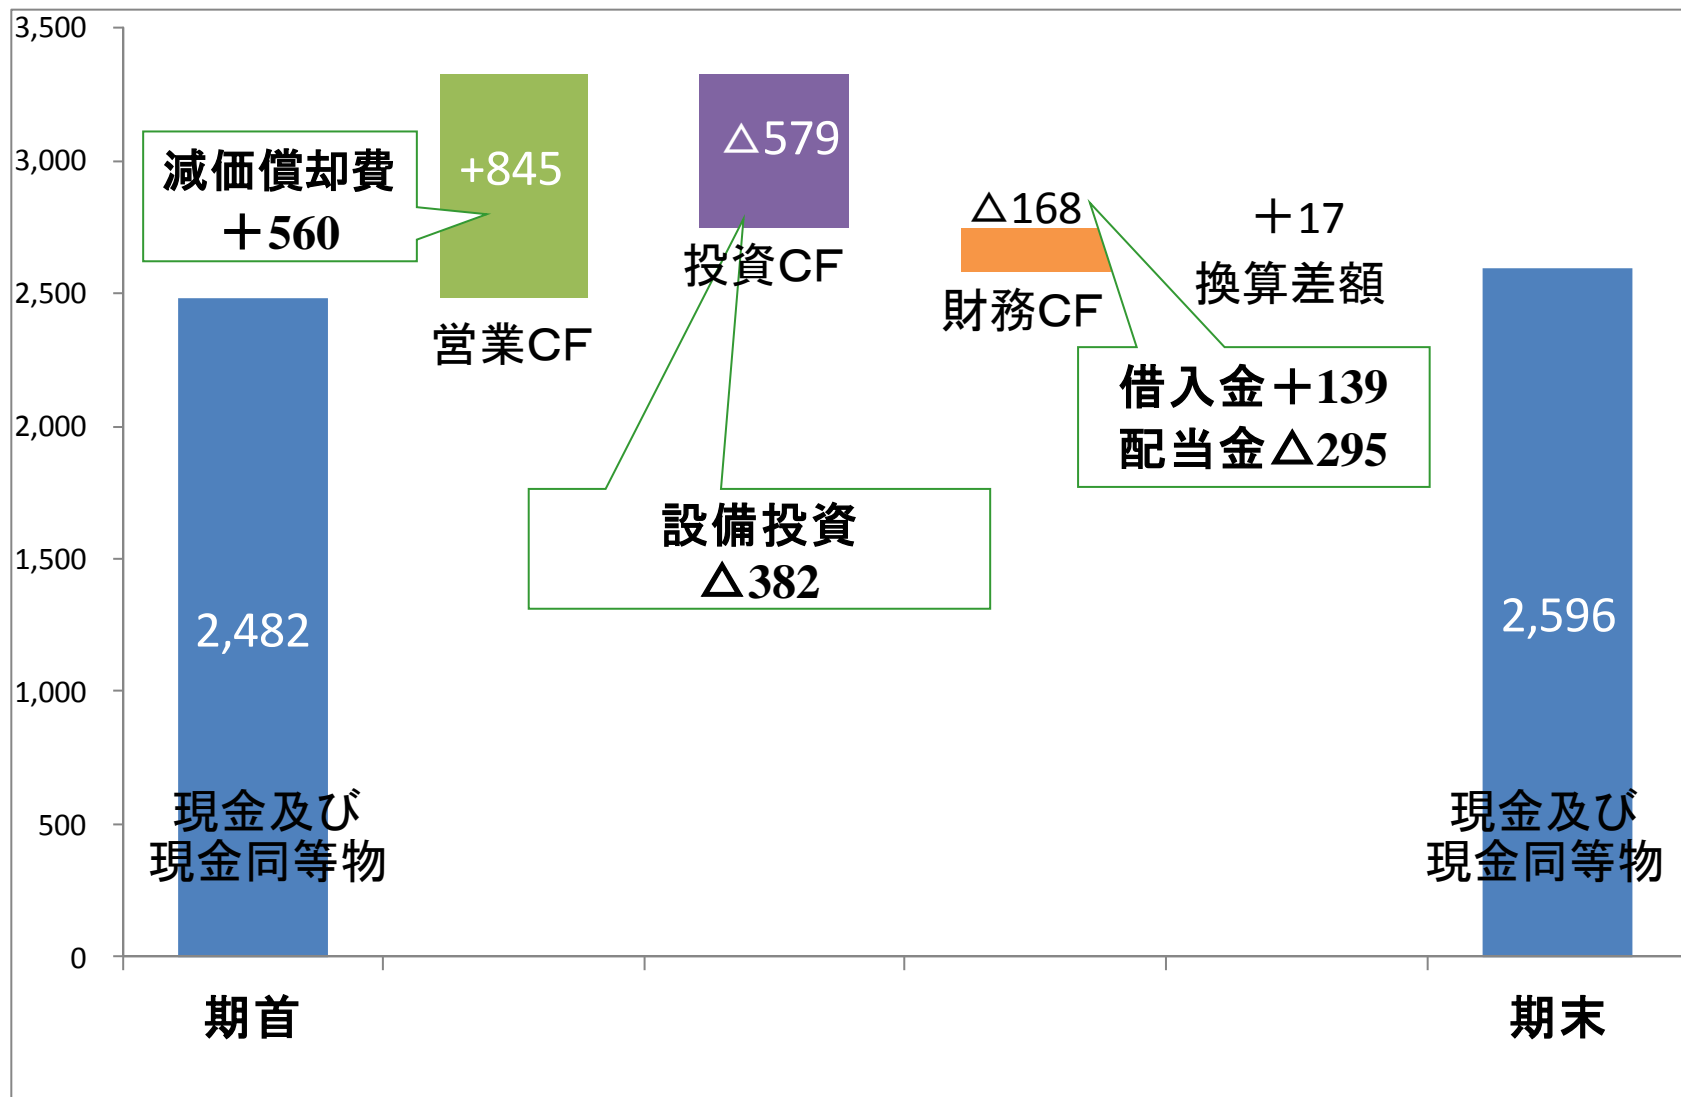 3,500
3,000
2,500
2,000
1,500
1,000
500
0
減価償却費
＋560
+845
営業CF
△579
投資CF
設備投資
△382
△168
財務CF
借入金＋139
配当金△295
＋17
換算差額
2,482
現金及び
現金同等物
2,596
現金及び
現金同等物
期首
期末